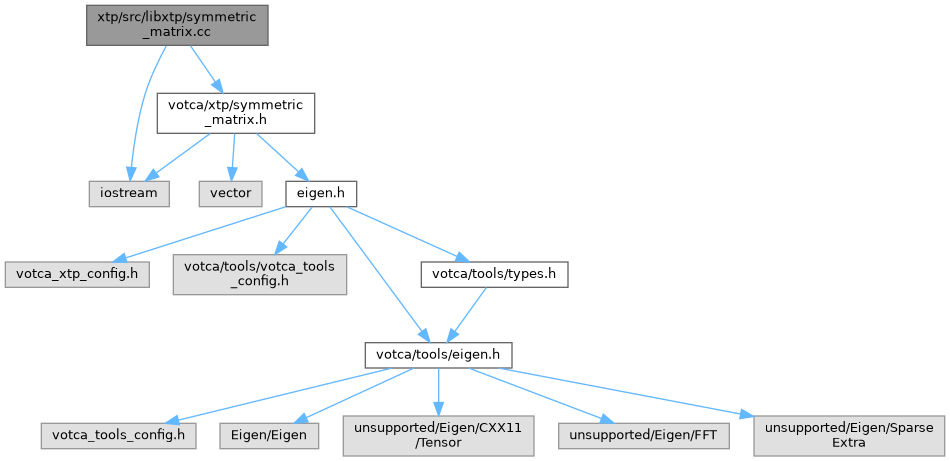 xtp/src/libxtp/symmetric
_matrix.cc
votca/xtp/symmetric
_matrix.h
iostream
vector
eigen.h
votca_xtp_config.h
votca/tools/votca_tools
_config.h
votca/tools/types.h
votca/tools/eigen.h
votca_tools_config.h
Eigen/Eigen
unsupported/Eigen/CXX11
/Tensor
unsupported/Eigen/FFT
unsupported/Eigen/Sparse
Extra